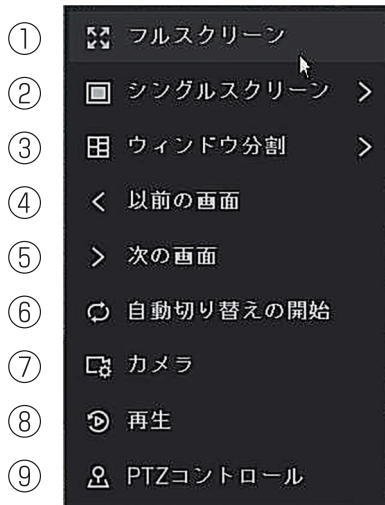 ① フルスクリーン
② シングルスクリーン
③ ウィンドウ分割
④ 以前の画面
⑤ 次の画面
⑥ 自動切り替えの開始
⑦ カメラ
⑧ 再生
⑨ PTZコントロール